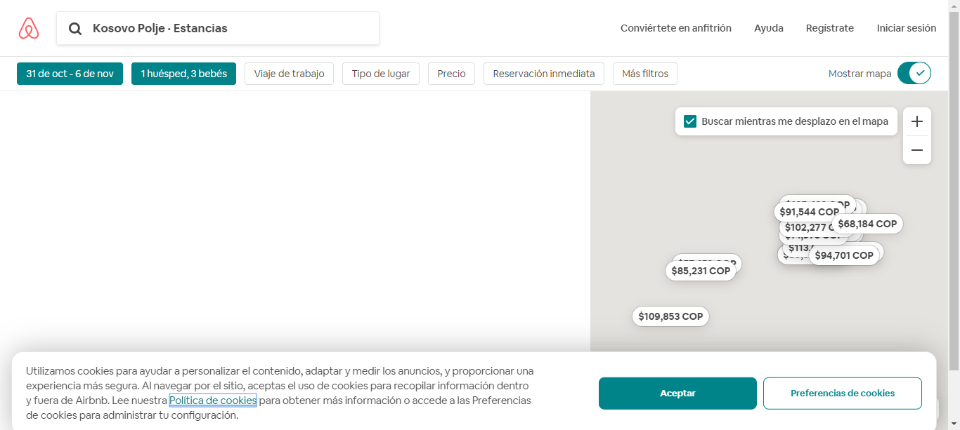 Kosovo Polje · Estancias
Conviértete en anfitrión
Ayuda
Regístrate
Iniciar sesión
31 de oct - 6 de nov
1 huésped, 3 bebés
Viaje de trabajo
Tipo de lugar
Precio
Reservación inmediata
Más filtros
Mostrar mapa
Buscar mientras me desplazo en el mapa
$91,544 COP
$68,184 COP
$102,277
$94,701 COP
$85,231 COP
$109,853 COP
Utilizamos cookies para ayudar a personalizar el contenido, adaptar y medir los anuncios, y proporcionar una
experiencia más segura. Al navegar por el sitio, aceptas el uso de cookies para recopilar información dentro
y fuera de Airbnb. Lee nuestra Política de cookies para obtener más información o accede a las Preferencias
de cookies para administrar tu configuración.
Aceptar
Preferencias de cookies